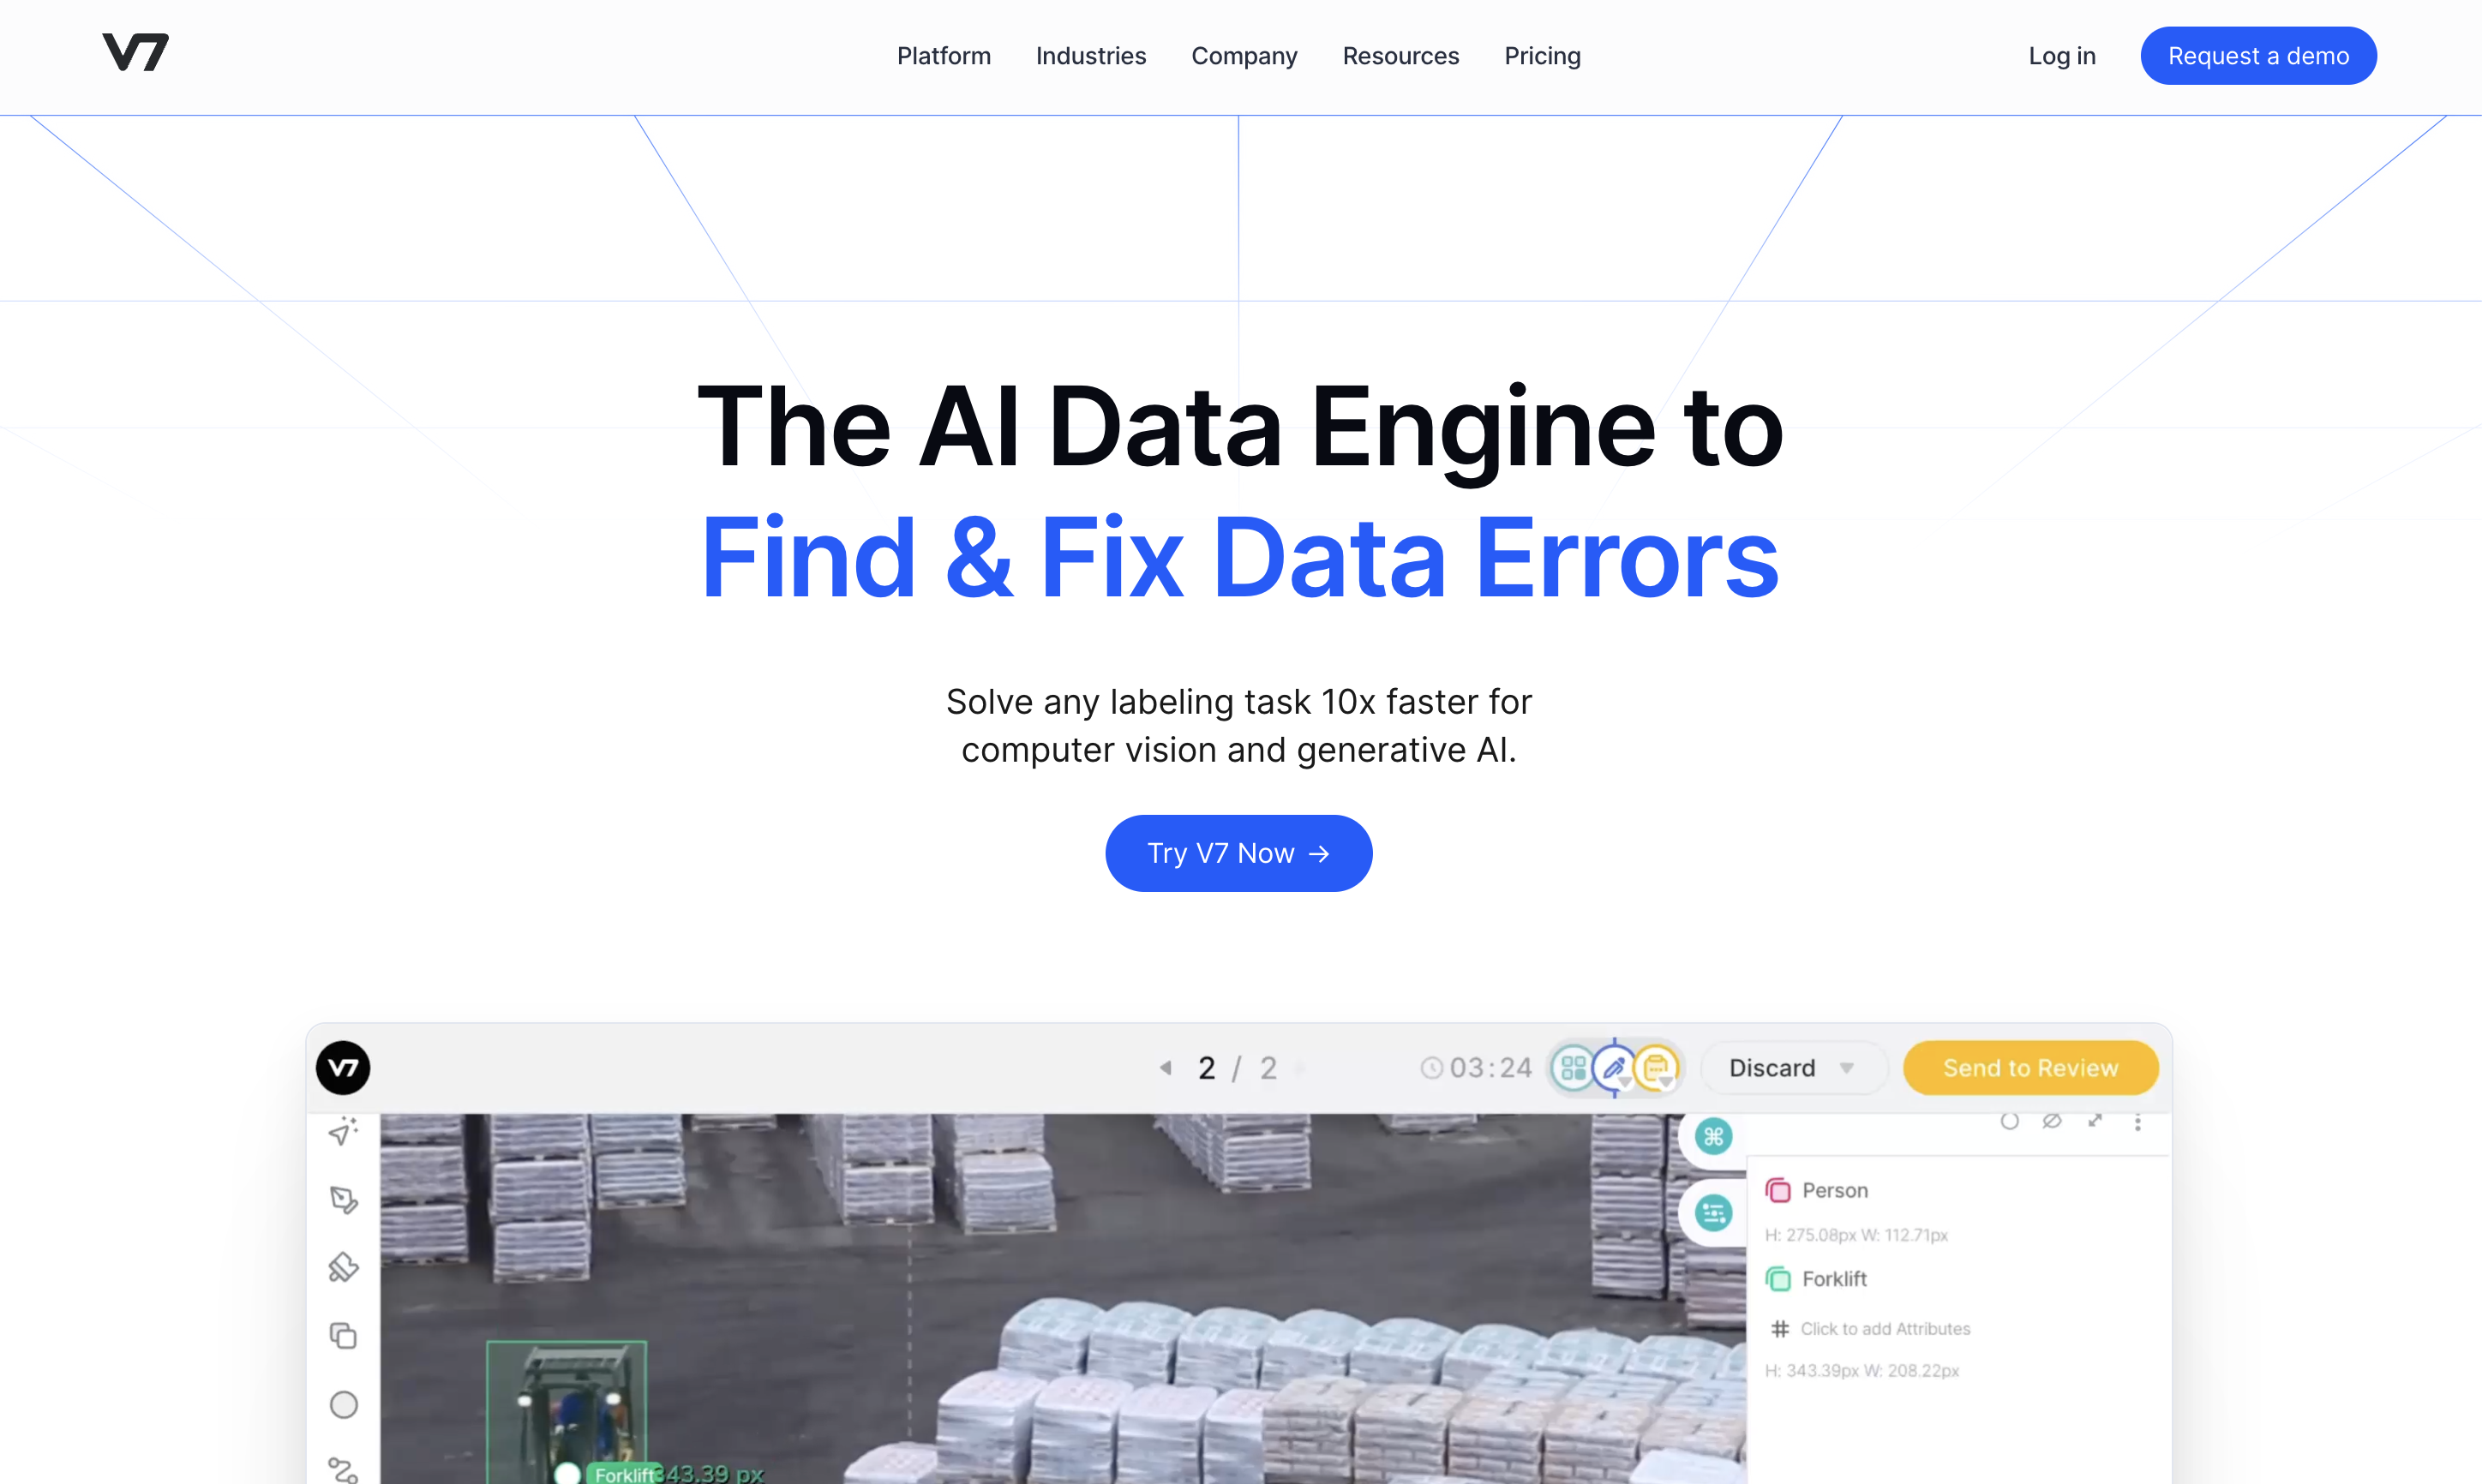 V7
Platform Industries Company Resources Pricing
Log in
Request a demo
The AI Data Engine to
Find & Fix Data Errors
Solve any labeling task 10x faster for
computer vision and generative AI.
Try V7 Now →
V7
2 / 2
03:24
Discard
Send to Review
Person
H: 275.08px W: 112.71px
Forklift
# Click to add Attributes
H: 343.39px W: 208.22px
Forklift
343.39 px